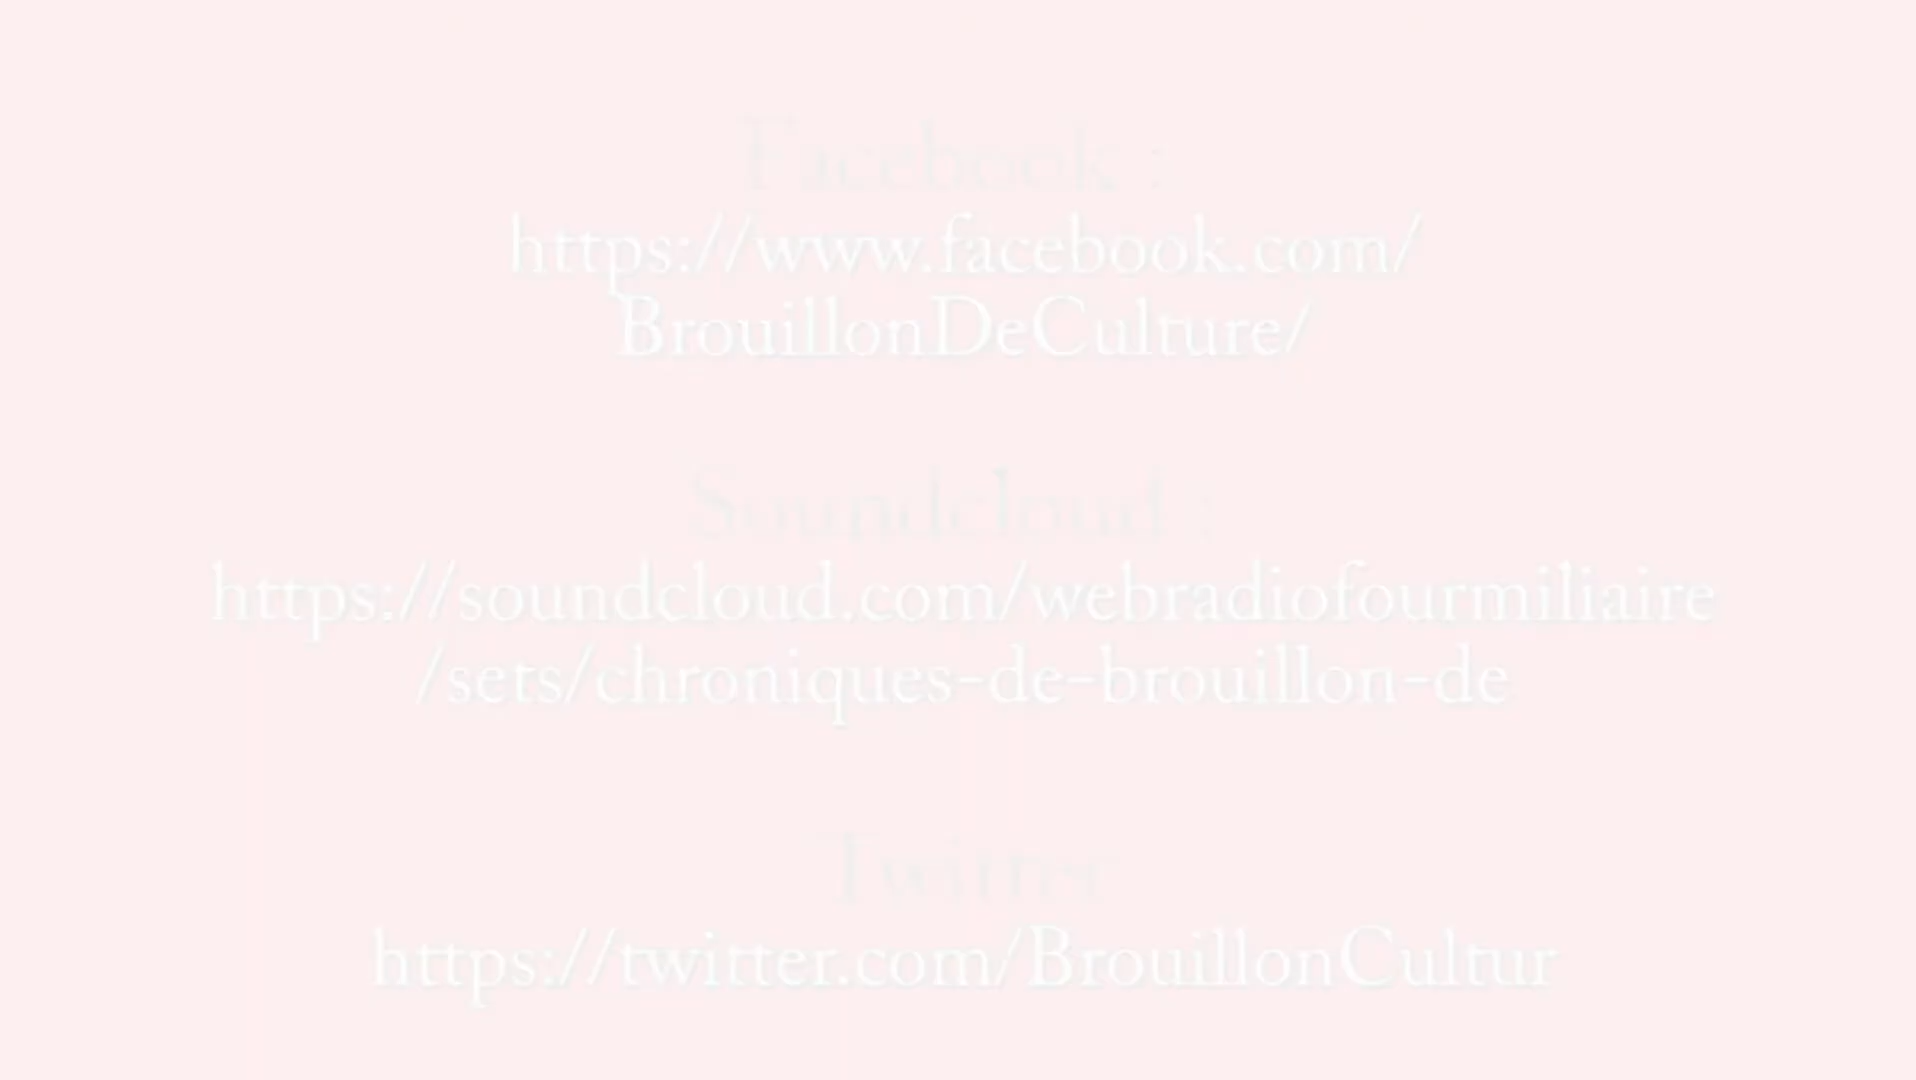 Facebook :
https://www.facebook.com/
BrouillonDeCulture/
Soundcloud :
https://soundcloud.com/webradiofourmiliaire
/sets/chroniques-de-brouillon-de
Twitter
https://twitter.com/BrouillonCultur